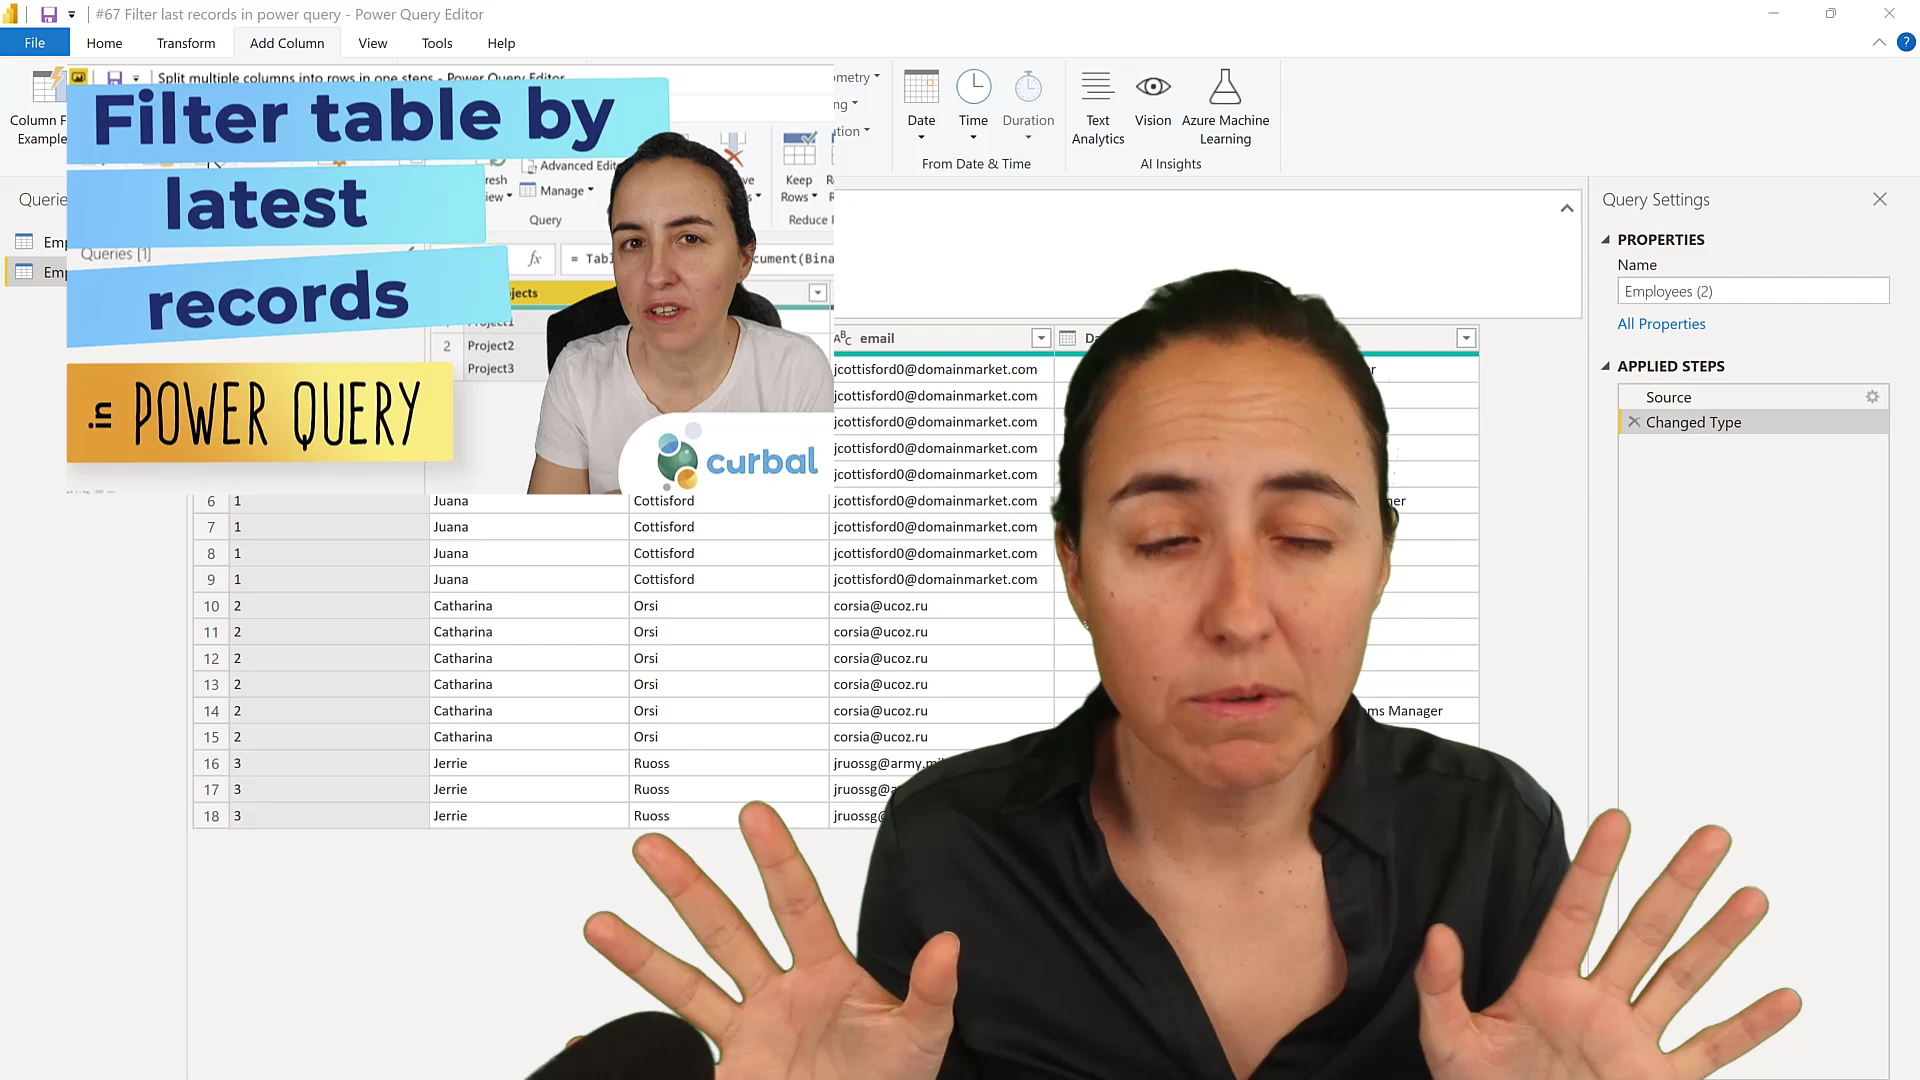 #67 Filter last records in power query - Power Query Editor
File Home Transform Add Column View Tools Help
Split multiple columns into rows in one steps - Power Query Editor
Filter table by
latest
records
in POWER QUERY
Advanced
Manage
Query
Keep
Rows
Reduce
Queries [1]
fx
Project1
2 Project2
Project3
curbal
Column
Date
Time
Duration
From Date & Time
Text
Analytics
Vision
Azure Machine
Learning
AI Insights
Query Settings
PROPERTIES
Name
Employees (2)
All Properties
APPLIED STEPS
Source
Changed Type
email
jcottisford0@domainmarket.com
jcottisford0@domainmarket.com
jcottisford0@domainmarket.com
jcottisford0@domainmarket.com
jcottisford0@domainmarket.com
6 1 Juana Cottisford jcottisford0@domainmarket.com
7 1 Juana Cottisford jcottisford0@domainmarket.com
8 1 Juana Cottisford jcottisford0@domainmarket.com
9 1 Juana Cottisford jcottisford0@domainmarket.com
10 2 Catharina Orsi corsia@ucoz.ru
11 2 Catharina Orsi corsia@ucoz.ru
12 2 Catharina Orsi corsia@ucoz.ru
13 2 Catharina Orsi corsia@ucoz.ru
14 2 Catharina Orsi corsia@ucoz.ru Manager
15 2 Catharina Orsi corsia@ucoz.ru
16 3 Jerrie Ruoss
17 3 Jerrie Ruoss
18 3 Jerrie Ruoss